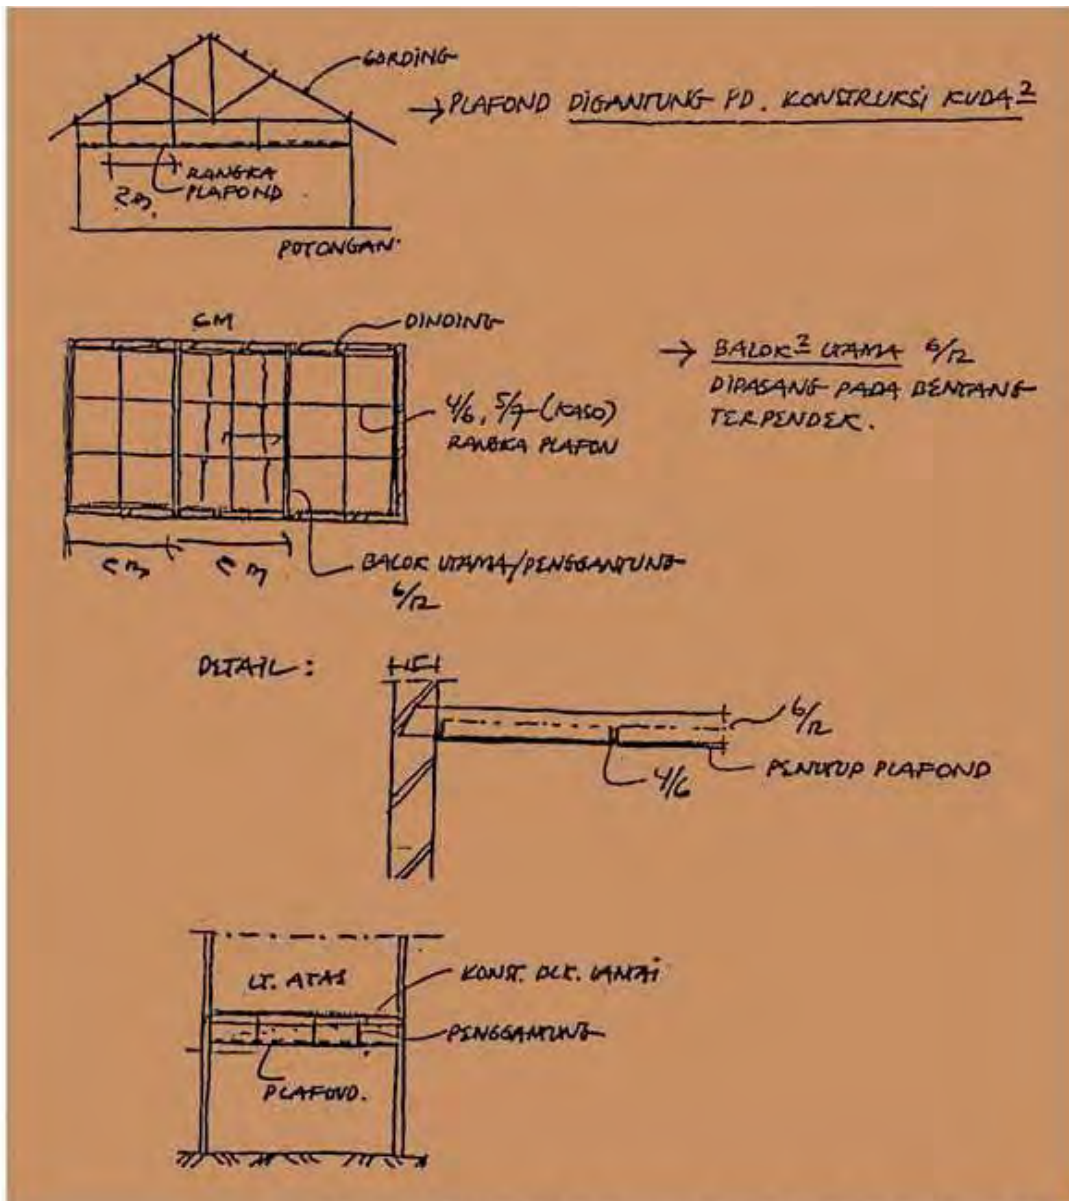 GORDING
→ PLAFOND DIGANTUNG PD. KONSTRUKSI KUDA²
RANGKA
PLAFOND
2M.
POTONGAN.
DINDING
→ BALOK² UTAMA 6/12
DIPASANG PADA BENTANG
TERPENDEK.
4/6, 5/7 (KASO)
RANGKA PLAFON
BALOK UTAMA/PENGGANTUNG
6/12
DETAIL:
15
6/12
PENUTUP PLAFOND
4/6
LT. ATAS
KONST. BLK. LANTAI
PENGGANTUNG
PLAFOND.